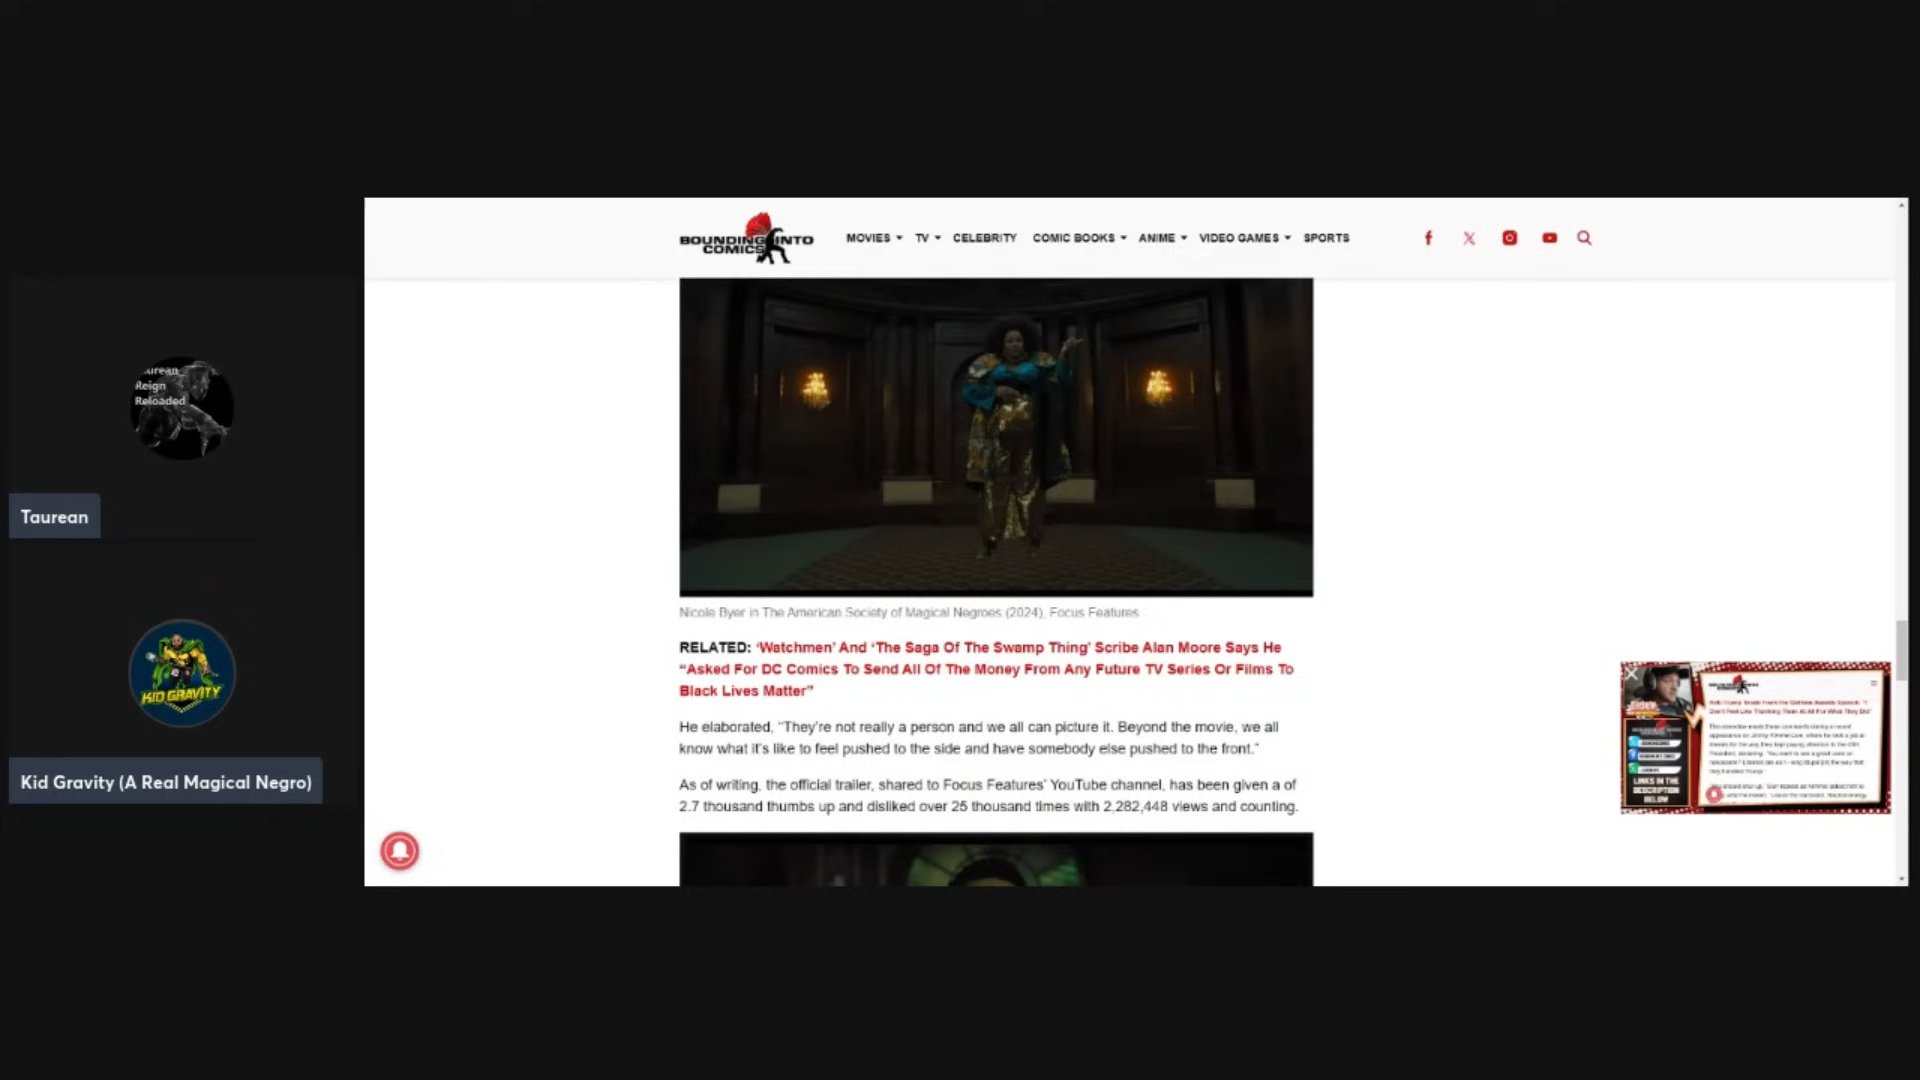 BOUNDING INTO
COMICS
MOVIES TV CELEBRITY COMIC BOOKS ANIME VIDEO GAMES SPORTS
Taurean
Reign
Reloaded
Taurean
KID GRAVITY
Kid Gravity (A Real Magical Negro)
Nicole Byer in The American Society of Magical Negroes (2024), Focus Features
RELATED: ‘Watchmen’ And ‘The Saga Of The Swamp Thing’ Scribe Alan Moore Says He
“Asked For DC Comics To Send All Of The Money From Any Future TV Series Or Films To
Black Lives Matter”
He elaborated, “They’re not really a person and we all can picture it. Beyond the movie, we all
know what it’s like to feel pushed to the side and have somebody else pushed to the front.”
As of writing, the official trailer, shared to Focus Features’ YouTube channel, has been given a of
2.7 thousand thumbs up and disliked over 25 thousand times with 2,282,448 views and counting.
LINKS IN THE
BELOW